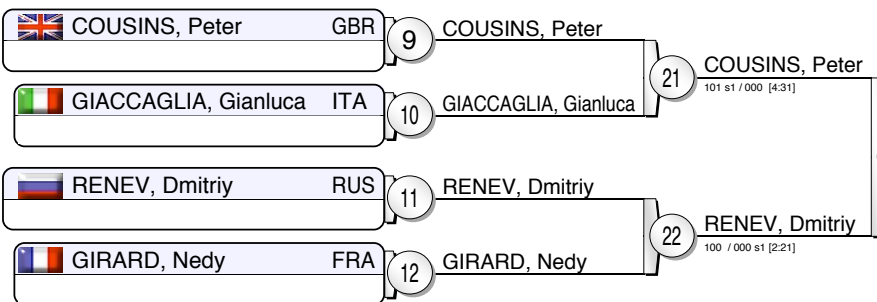 COUSINS, Peter GBR
9
COUSINS, Peter
GIACCAGLIA, Gianluca ITA
10
GIACCAGLIA, Gianluca
21
COUSINS, Peter
101 s1 / 000 [4:31]
RENEV, Dmitriy RUS
11
RENEV, Dmitriy
GIRARD, Nedy FRA
12
GIRARD, Nedy
22
RENEV, Dmitriy
100 / 000 s1 [2:21]